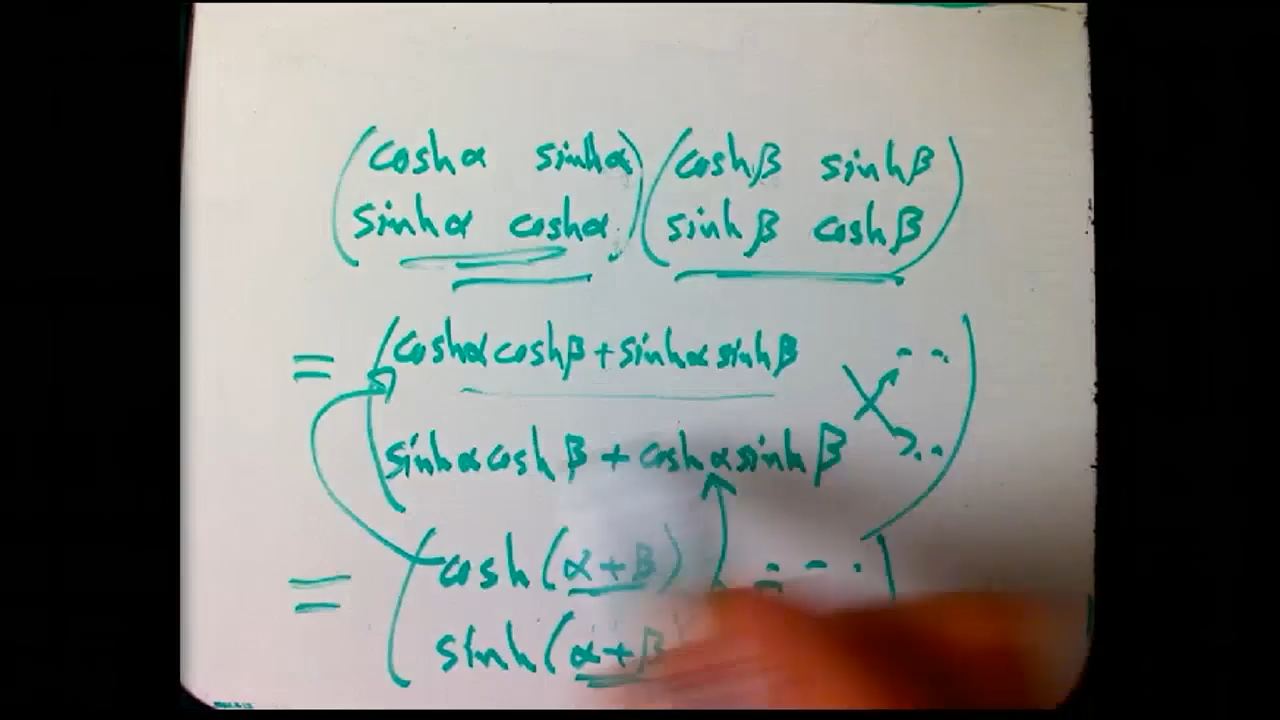 (cosh α sinh α) (cosh β sinh β)
(sinh α cosh α) (sinh β cosh β)
= (cosh α cosh β + sinh α sinh β ..)
(sinh α cosh β + cosh α sinh β ..)
= (cosh (α + β) ...)
(sinh (α + β